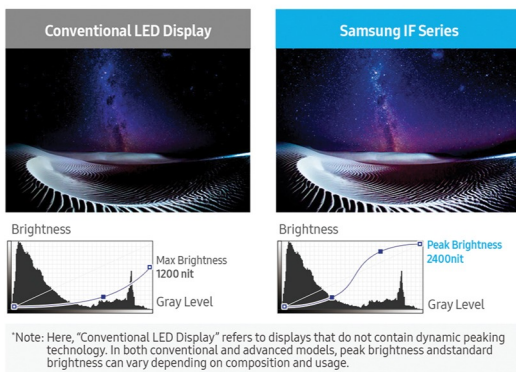 Conventional LED Display
Samsung IF Series
Brightness
Max Brightness
1200 nit
Gray Level
Brightness
Peak Brightness
2400nit
Gray Level
*Note: Here, "Conventional LED Display" refers to displays that do not contain dynamic peaking
technology. In both conventional and advanced models, peak brightness andstandard
brightness can vary depending on composition and usage.